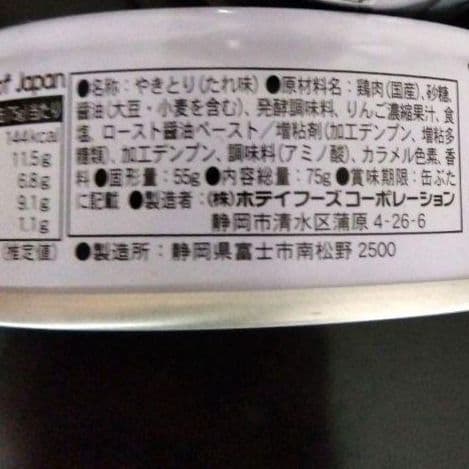 of Japan
144kcal
11.5g
6.8g
9.1g
1.1g
(推定値)
●名称：やきとり(たれ味) ●原材料名：鶏肉(国産)、砂糖、
醤油(大豆・小麦を含む)、発酵調味料、りんご濃縮果汁、食
塩、ロースト醤油ペースト／増粘剤(加工デンプン、増粘多
糖類)、加工デンプン、調味料(アミノ酸)、カラメル色素、香
料 ●固形量：55g ●内容総量：75g ●賞味期限：缶ぶた
に記載 ●製造者：(株)ホテイフーズコーポレーション
静岡市清水区蒲原 4-26-6
●製造所：静岡県富士市南松野 2500